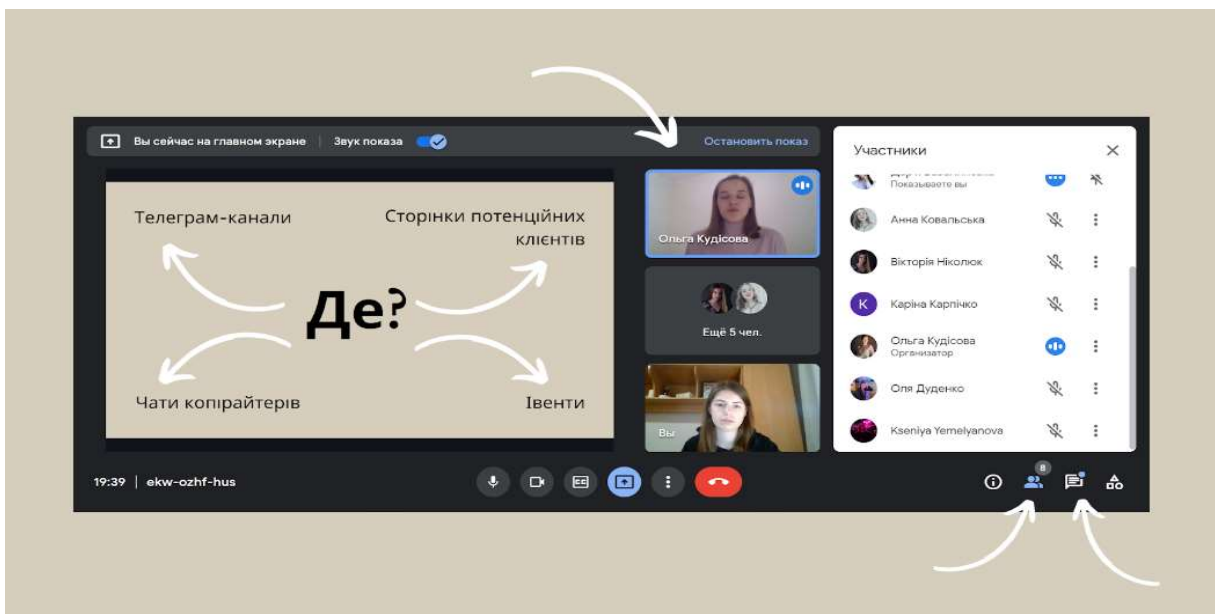 Вы сейчас на главном экране | Звук показа
Остановить показ
Телеграм-канали
Сторінки потенційних
клієнтів
Де?
Чати копірайтерів
Івенти
Ольга Кудісова
Ещё 5 чел.
Вы
Участники
Показываете вы
Анна Ковальська
Вікторія Ніколюк
К
Каріна Карпічко
Ольга Кудісова
Организатор
Оля Дуденко
Kseniya Yemelyanova
19:39 | ekw-ozhf-hus
CC
8